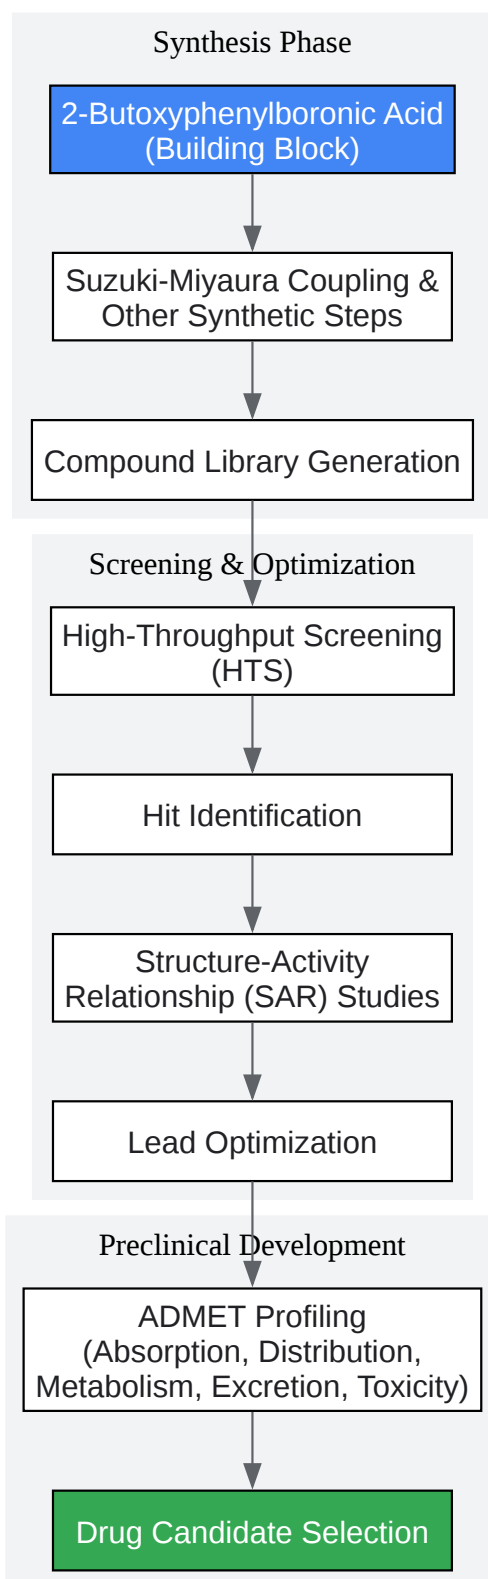 Synthesis Phase
2-Butoxyphenylboronic Acid
(Building Block)
Suzuki-Miyaura Coupling &
Other Synthetic Steps
Compound Library Generation
Screening & Optimization
High-Throughput Screening
(HTS)
Hit Identification
Structure-Activity
Relationship (SAR) Studies
Lead Optimization
Preclinical Development
ADMET Profiling
(Absorption, Distribution,
Metabolism, Excretion, Toxicity)
Drug Candidate Selection